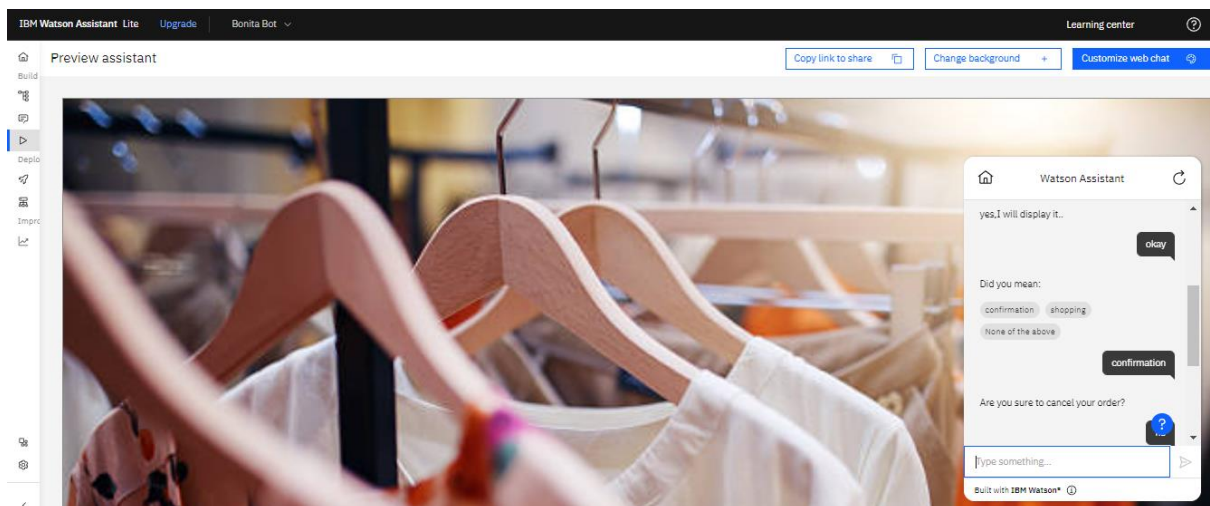 IBM Watson Assistant Lite Upgrade Bonita Bot Learning center
Preview assistant Copy link to share Change background + Customize web chat
Build
Deplo
Impro
Watson Assistant
yes,I will display it..
okay
Did you mean:
confirmation shopping
None of the above
confirmation
Are you sure to cancel your order?
?
Type something...
Built with IBM Watson®